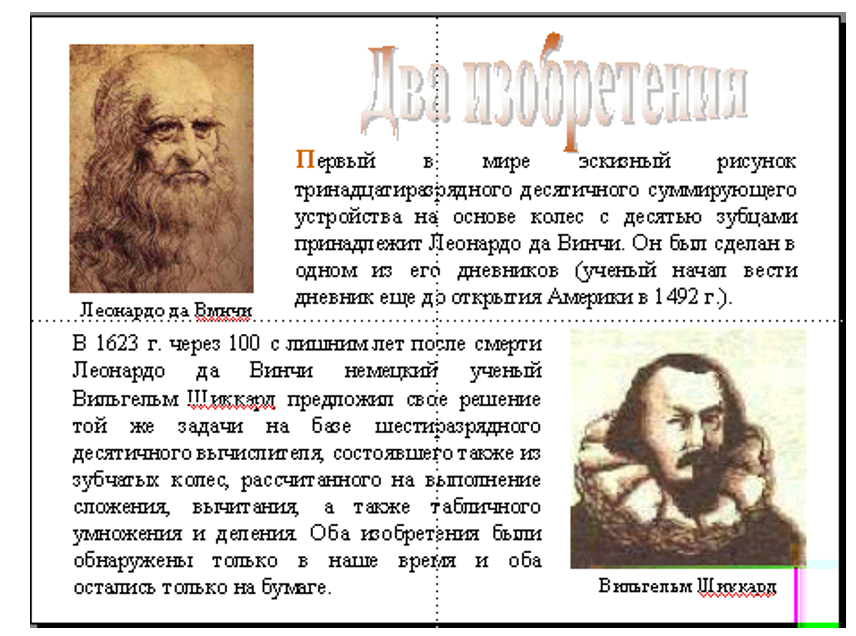 Два изобретения
Первый в мире эскизный рисунок
тринадцатиразрядного десятичного суммирующего
устройства на основе колес с десятью зубцами
принадлежит Леонардо да Винчи. Он был сделан в
одном из его дневников (ученый начал вести
дневник еще до открытия Америки в 1492 г.).
Леонардо да Винчи
В 1623 г. через 100 с лишним лет после смерти
Леонардо да Винчи немецкий ученый
Вильгельм Шиккард предложил свое решение
той же задачи на базе шестиразрядного
десятичного вычислителя, состоявшего также из
зубчатых колес, рассчитанного на выполнение
сложения, вычитания, а также табличного
умножения и деления. Оба изобретения были
обнаружены только в наше время и оба
остались только на бумаге.
Вильгельм Шиккард